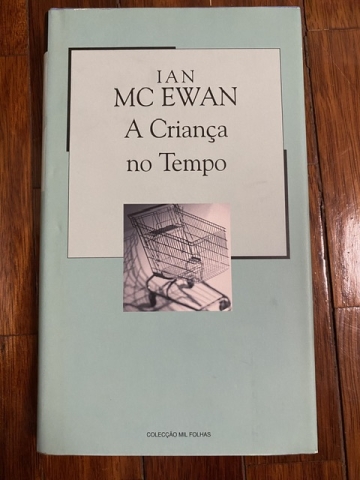 IAN
MC EWAN
A Criança
no Tempo
COLECÇÃO MIL FOLHAS